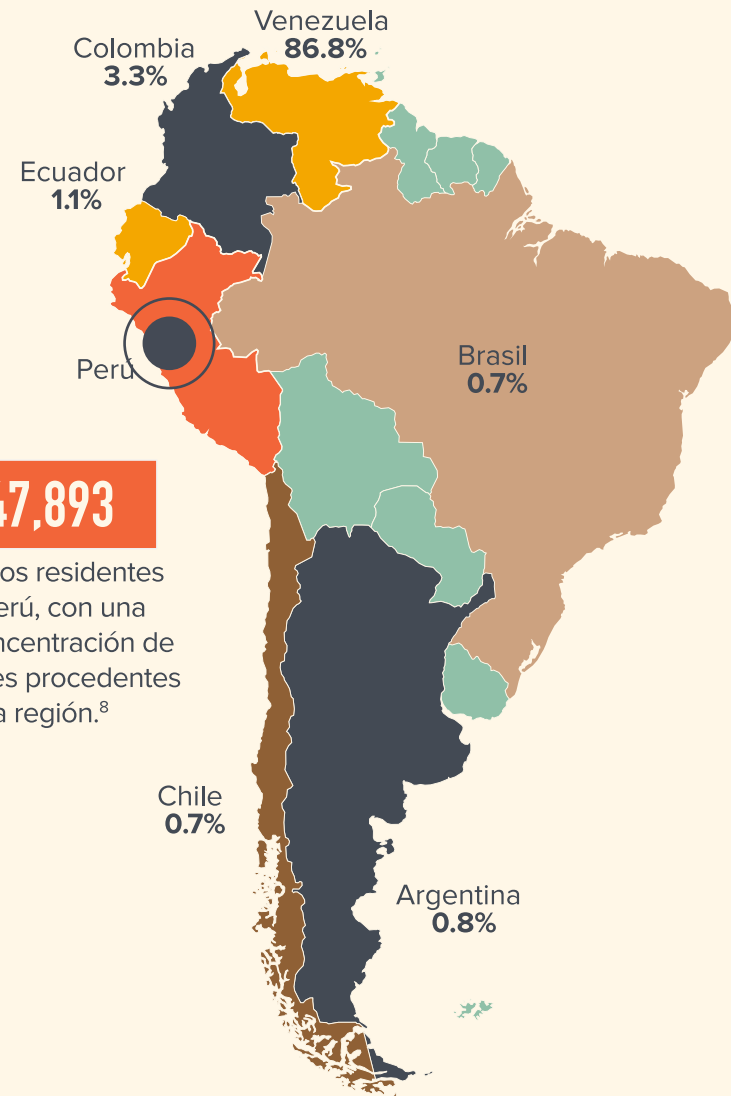 Venezuela
86.8%
Colombia
3.3%
Ecuador
1.1%
Perú
Brasil
0.7%
47,893
os residentes
erú, con una
ncentración de
es procedentes
a región.⁸
Chile
0.7%
Argentina
0.8%